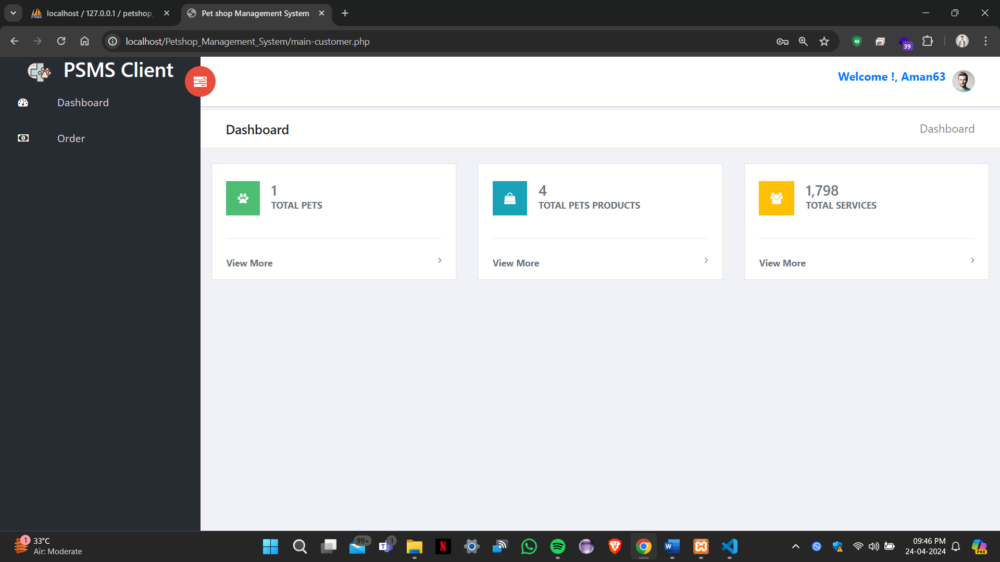 localhost / 127.0.0.1 / petshop_
Pet shop Management System
localhost/Petshop_Management_System/main-customer.php
39
PSMS Client
Welcome !, Aman63
Dashboard
Order
Dashboard
Dashboard
1
TOTAL PETS
View More
4
TOTAL PETS PRODUCTS
View More
1,798
TOTAL SERVICES
View More
1
33°C
Air: Moderate
99+
1
09:46 PM
24-04-2024
PRE